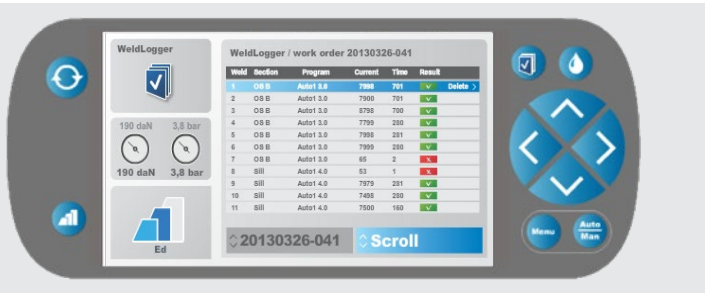 WeldLogger
190 daN 3,8 bar
190 daN 3,8 bar
Ed
WeldLogger / work order 20130326-041
Weld Section Program Current Time Result
1 OS B Auto1 3.0 7998 701 Delete
2 OS B Auto1 3.0 7900 701
3 OS B Auto1 3.0 8798 700
4 OS B Auto1 3.0 7799 280
5 OS B Auto1 3.0 7998 281
6 OS B Auto1 3.0 7999 280
7 OS B Auto1 3.0 65 2
8 Sill Auto1 4.0 53 1
9 Sill Auto1 4.0 7979 281
10 Sill Auto1 4.0 7498 280
11 Sill Auto1 4.0 7500 160
20130326-041 Scroll
Menu
Auto
Man